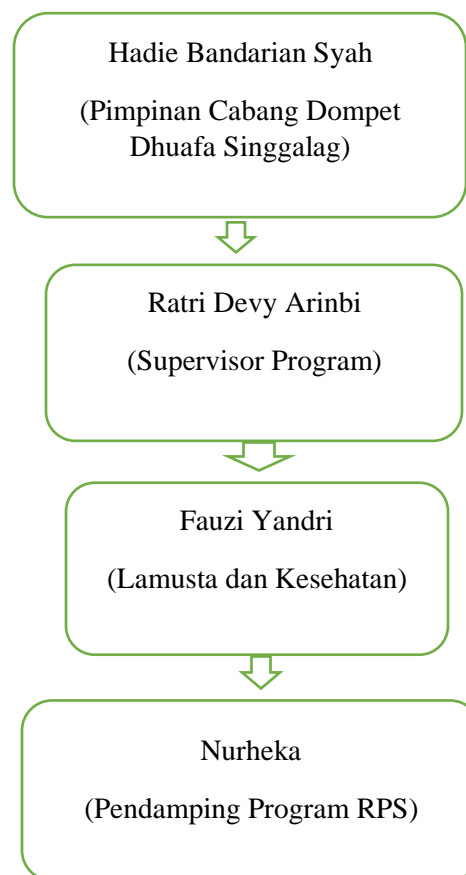 Hadie Bandarian Syah
(Pimpinan Cabang Dompet
Dhuafa Singgalag)
Ratri Devy Arinbi
(Supervisor Program)
Fauzi Yandri
(Lamusta dan Kesehatan)
Nurheka
(Pendamping Program RPS)